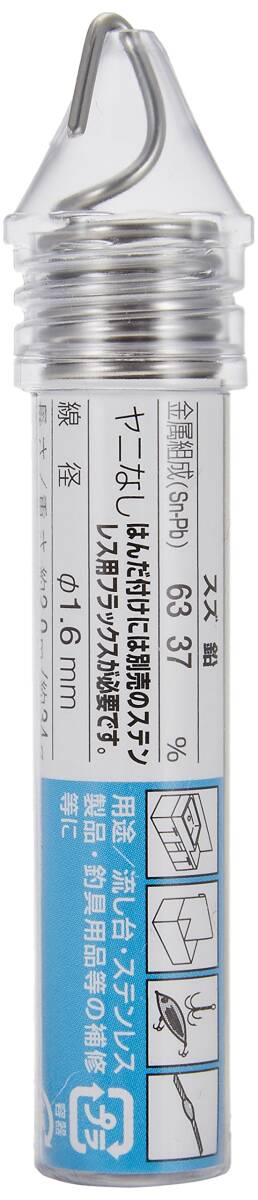 スズ 鉛
金属組成(Sn-Pb) 63 37 %
ヤニなし はんだ付けには別売のステン
レス用フラックスが必要です。
線径 φ1.6mm
用途/流し台・ステンレス
製品・釣具用品等の補修
等に
プラ
容器